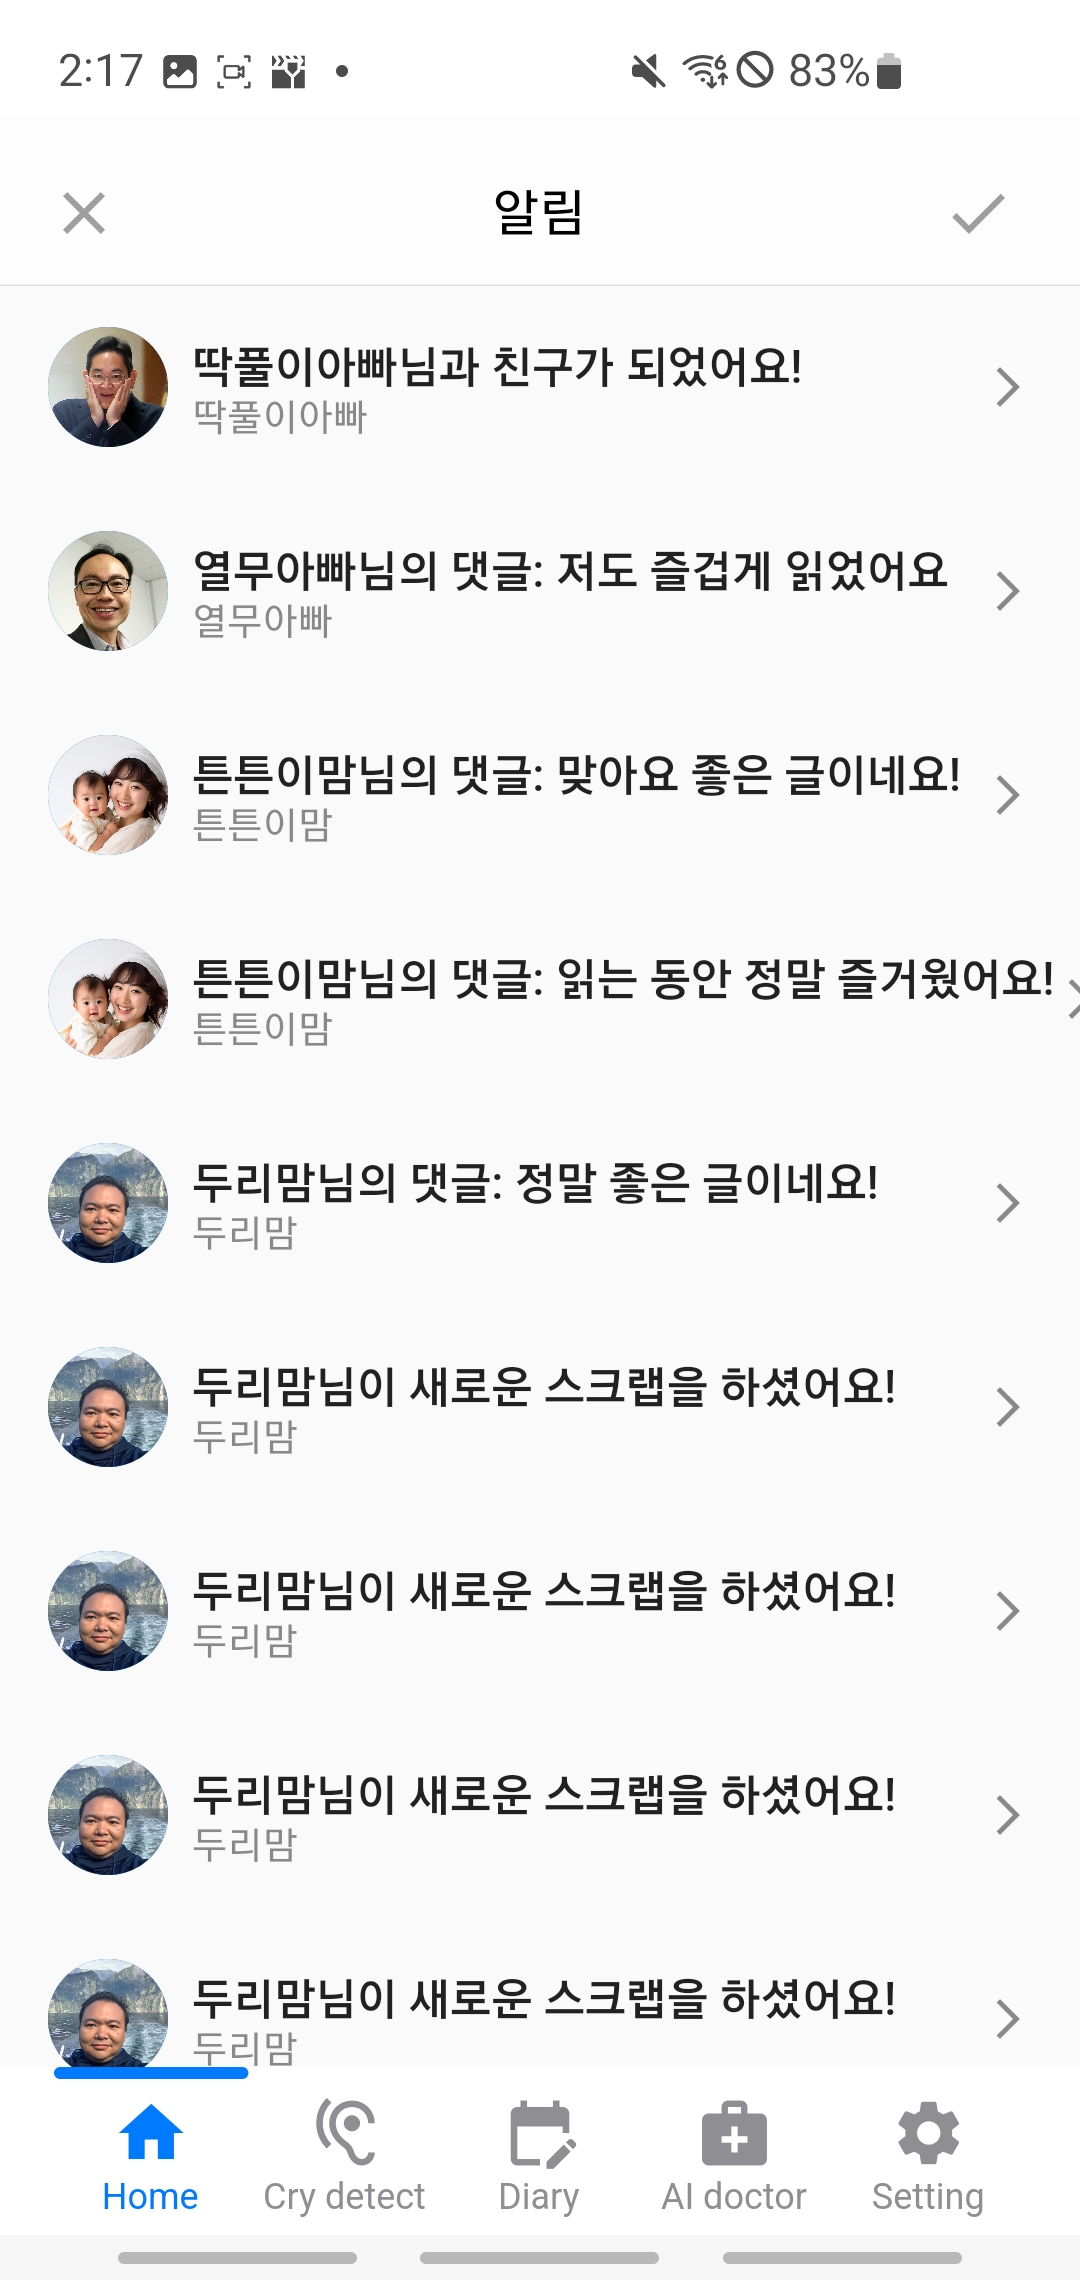 2:17
83%
알림
딱풀이아빠님과 친구가 되었어요!
딱풀이아빠
열무아빠님의 댓글: 저도 즐겁게 읽었어요
열무아빠
튼튼이맘님의 댓글: 맞아요 좋은 글이네요!
튼튼이맘
튼튼이맘님의 댓글: 읽는 동안 정말 즐거웠어요!
튼튼이맘
두리맘님의 댓글: 정말 좋은 글이네요!
두리맘
두리맘님이 새로운 스크랩을 하셨어요!
두리맘
두리맘님이 새로운 스크랩을 하셨어요!
두리맘
두리맘님이 새로운 스크랩을 하셨어요!
두리맘
두리맘님이 새로운 스크랩을 하셨어요!
두리맘
Home Cry detect Diary AI doctor Setting